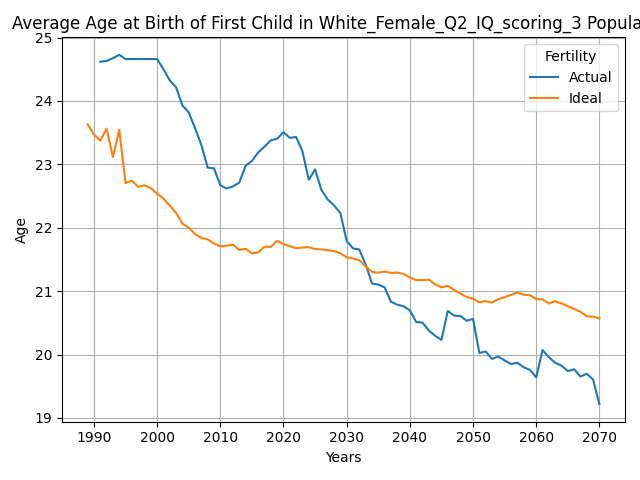 Average Age at Birth of First Child in White_Female_Q2_IQ_scoring_3 Popula
Fertility
Actual
Ideal
25
24
23
22
21
20
19
Age
1990 2000 2010 2020 2030 2040 2050 2060 2070
Years